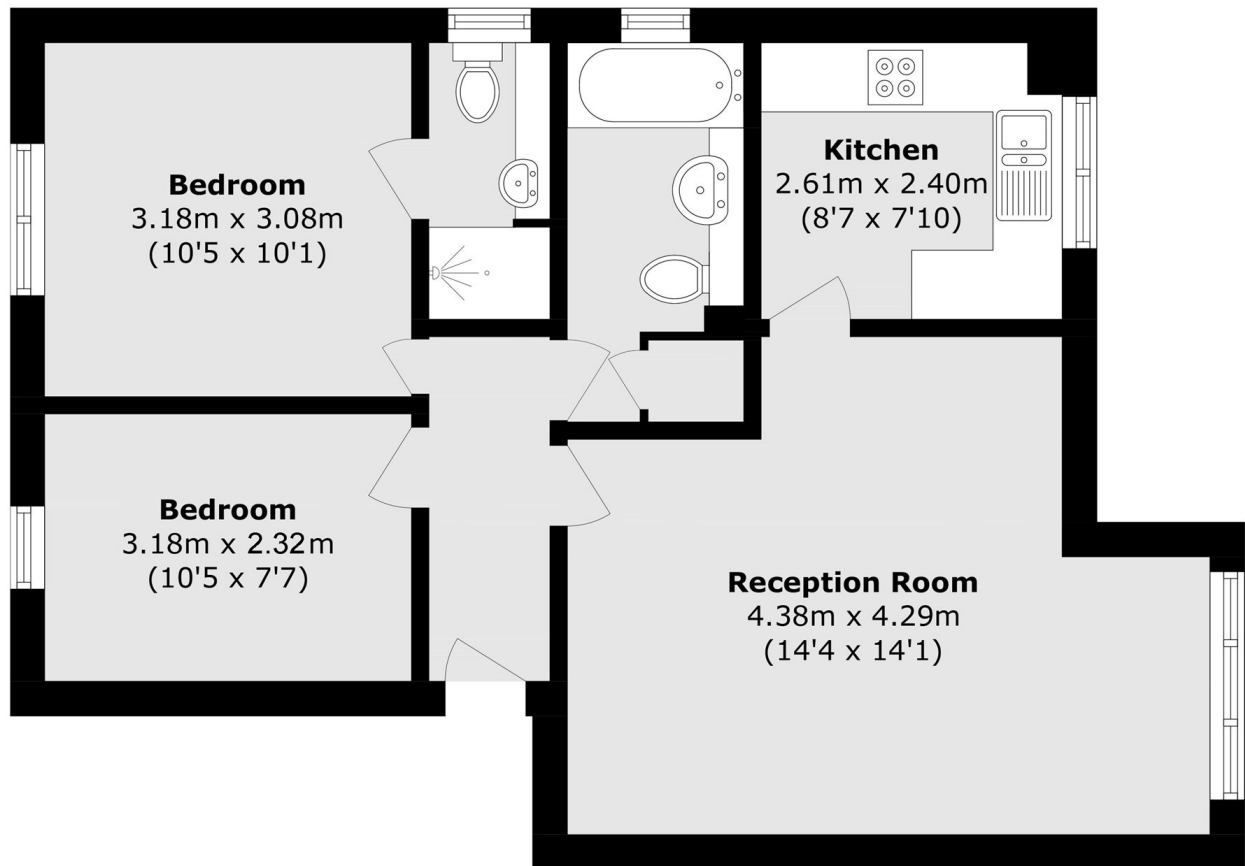 Bedroom
3.18m x 3.08m
(10'5 x 10'1)
Kitchen
2.61m x 2.40m
(8'7 x 7'10)
Bedroom
3.18m x 2.32m
(10'5 x 7'7)
Reception Room
4.38m x 4.29m
(14'4 x 14'1)